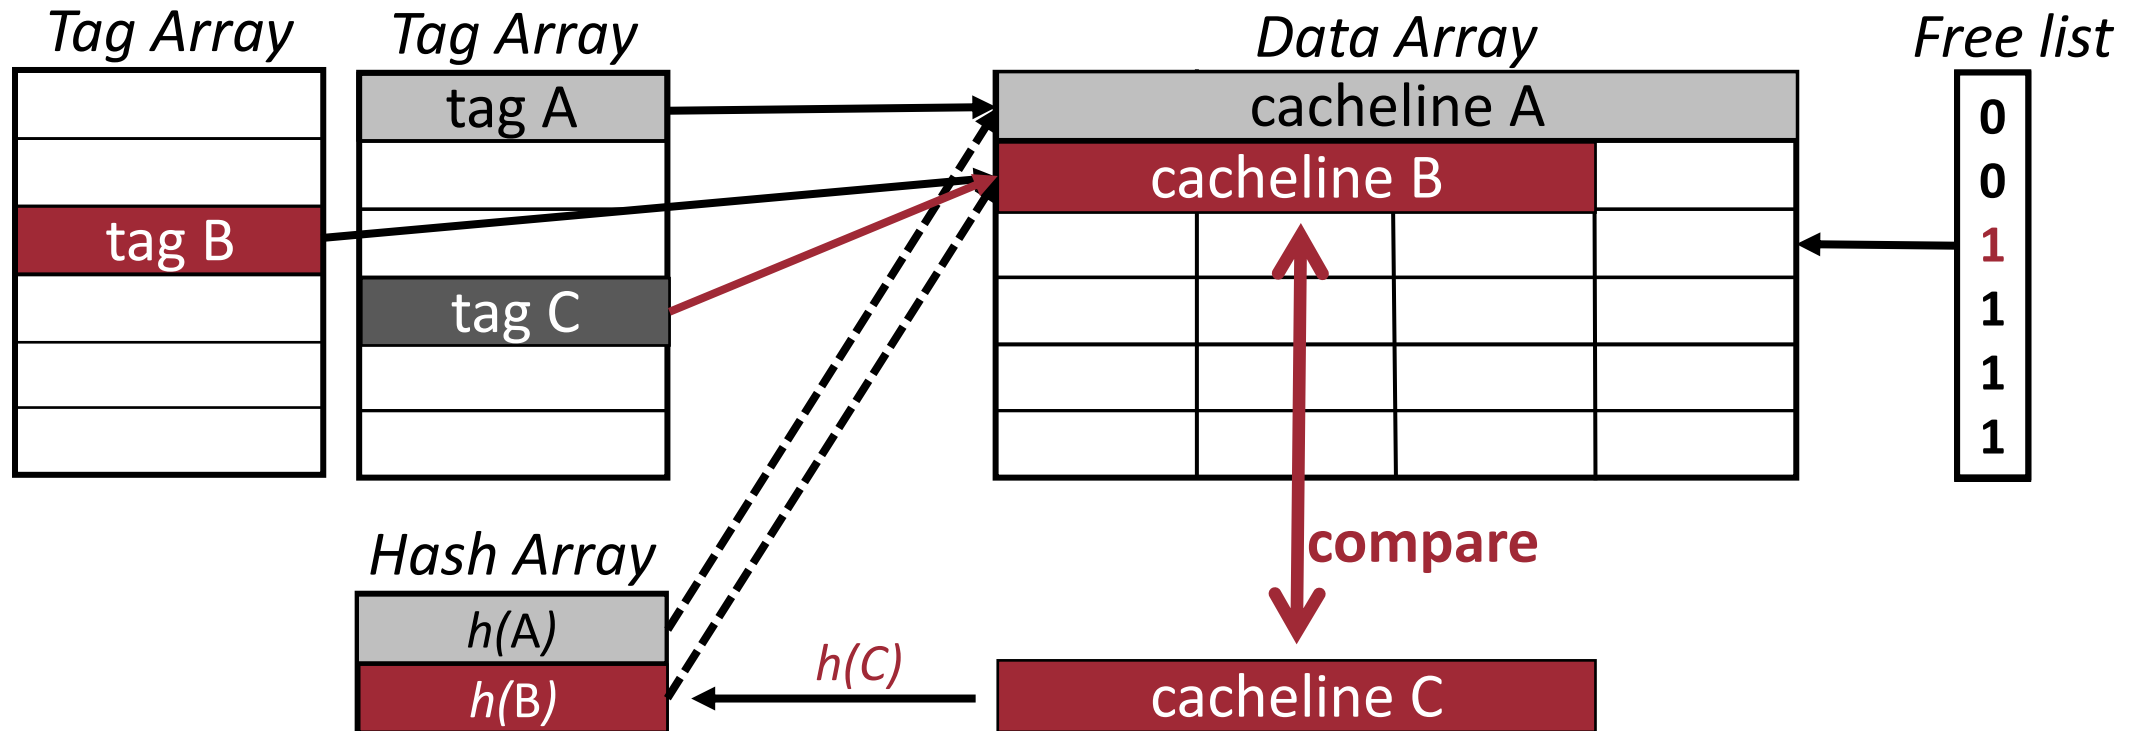 Tag Array
Tag Array
Data Array
Free list
tag A
cacheline A
0
cacheline B
0
tag B
1
tag C
1
1
1
Hash Array
compare
h(A)
h(C)
h(B)
cacheline C